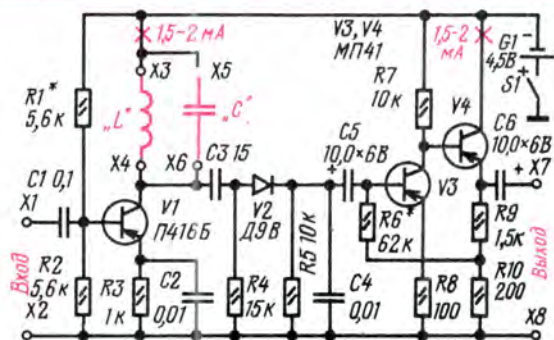 1,5-2 мА
V3, V4
МП41
1,5-2
мА
G1
4,5В
S1
X3
X5
R1*
5,6к
„L“
„C“
R7
10к
V4
C6
10,0×6В
X4
X6
C3 15
C5
10,0×6В
X7
C1 0,1
X1
V1
П416Б
V2
Д9В
R5 10к
R6*
62к
V3
R9
1,5к
Вход
R2
5,6к
X2
R3
1к
C2
0,01
R4
15к
C4
0,01
R8
100
R10
200
Выход
X8